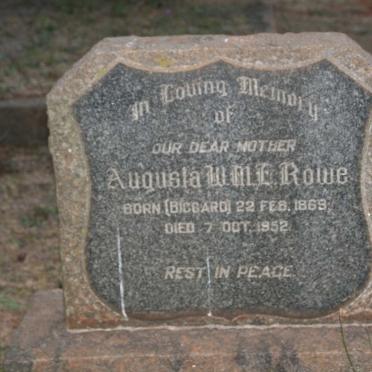 In Loving Memory
of
OUR DEAR MOTHER
Augusta W.M.E. Rowe
BORN (BIGGARD) 22 FEB. 1869,
DIED 7 OCT. 1952.
REST IN PEACE.